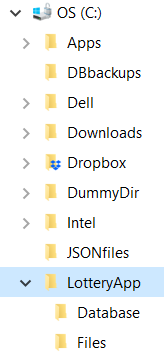 OS (C:)
Apps
DBbackups
Dell
Downloads
Dropbox
DummyDir
Intel
JSONfiles
LotteryApp
Database
Files